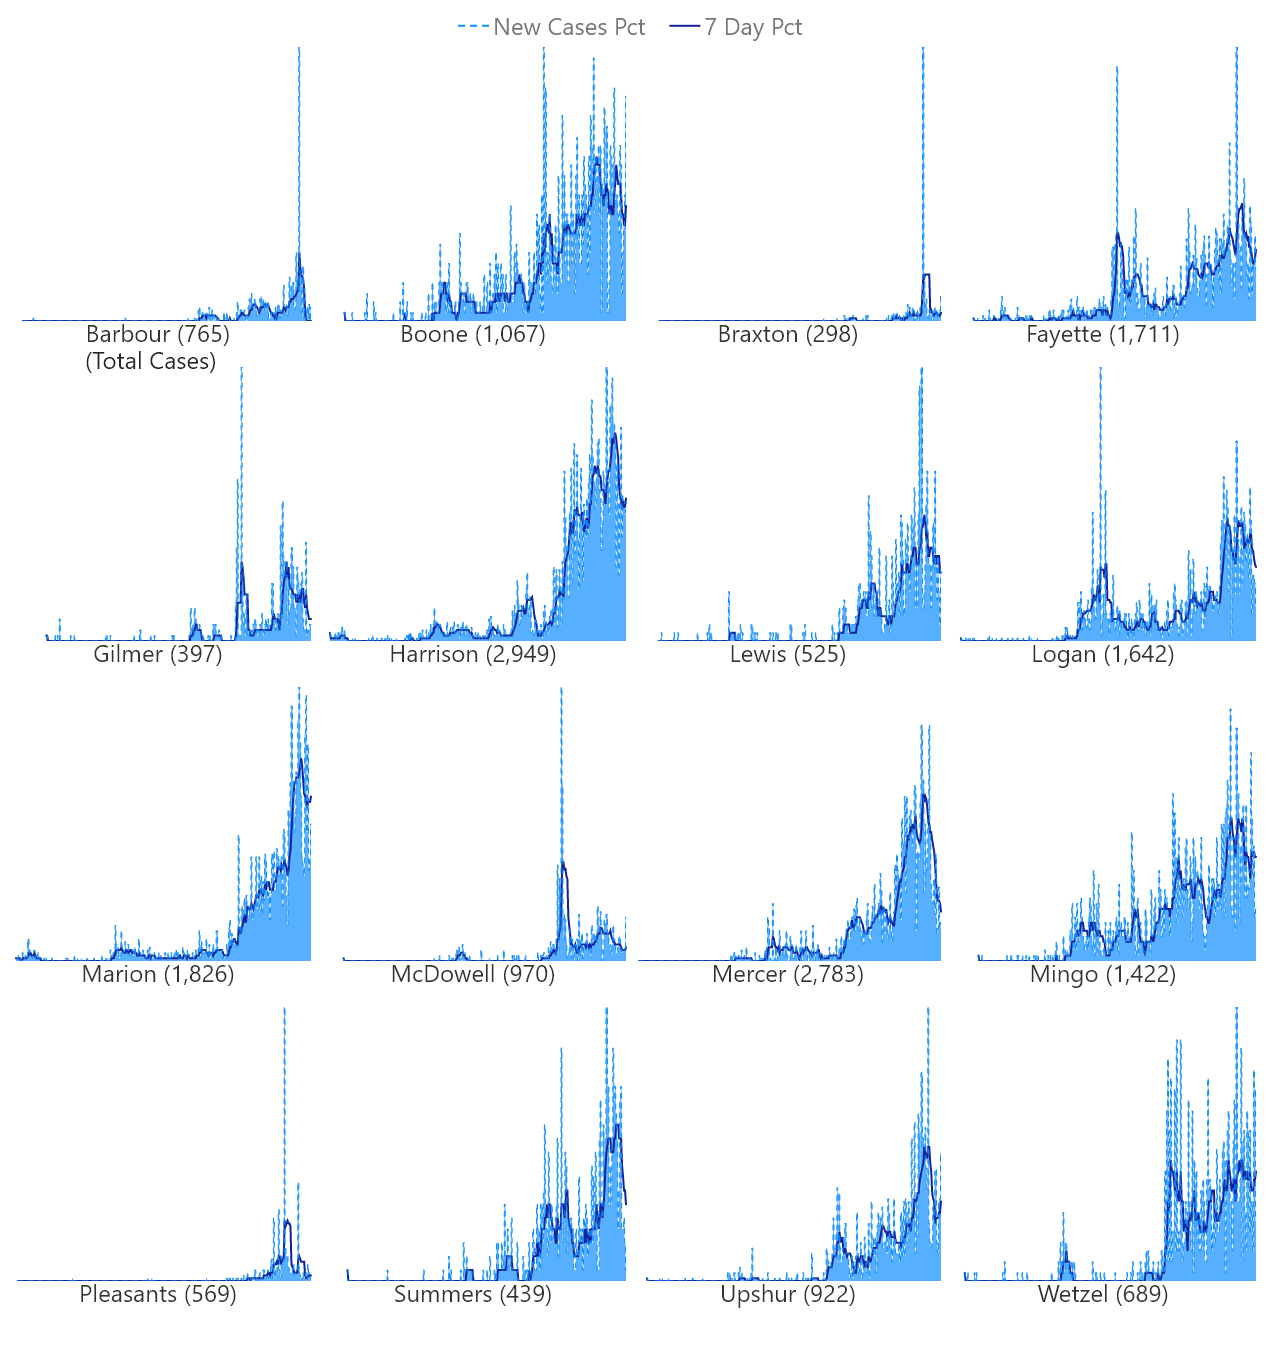 New Cases Pct 7 Day Pct
Barbour (765) Boone (1,067) Braxton (298) Fayette (1,711)
(Total Cases)
Gilmer (397) Harrison (2,949) Lewis (525) Logan (1,642)
Marion (1,826) McDowell (970) Mercer (2,783) Mingo (1,422)
Pleasants (569) Summers (439) Upshur (922) Wetzel (689)